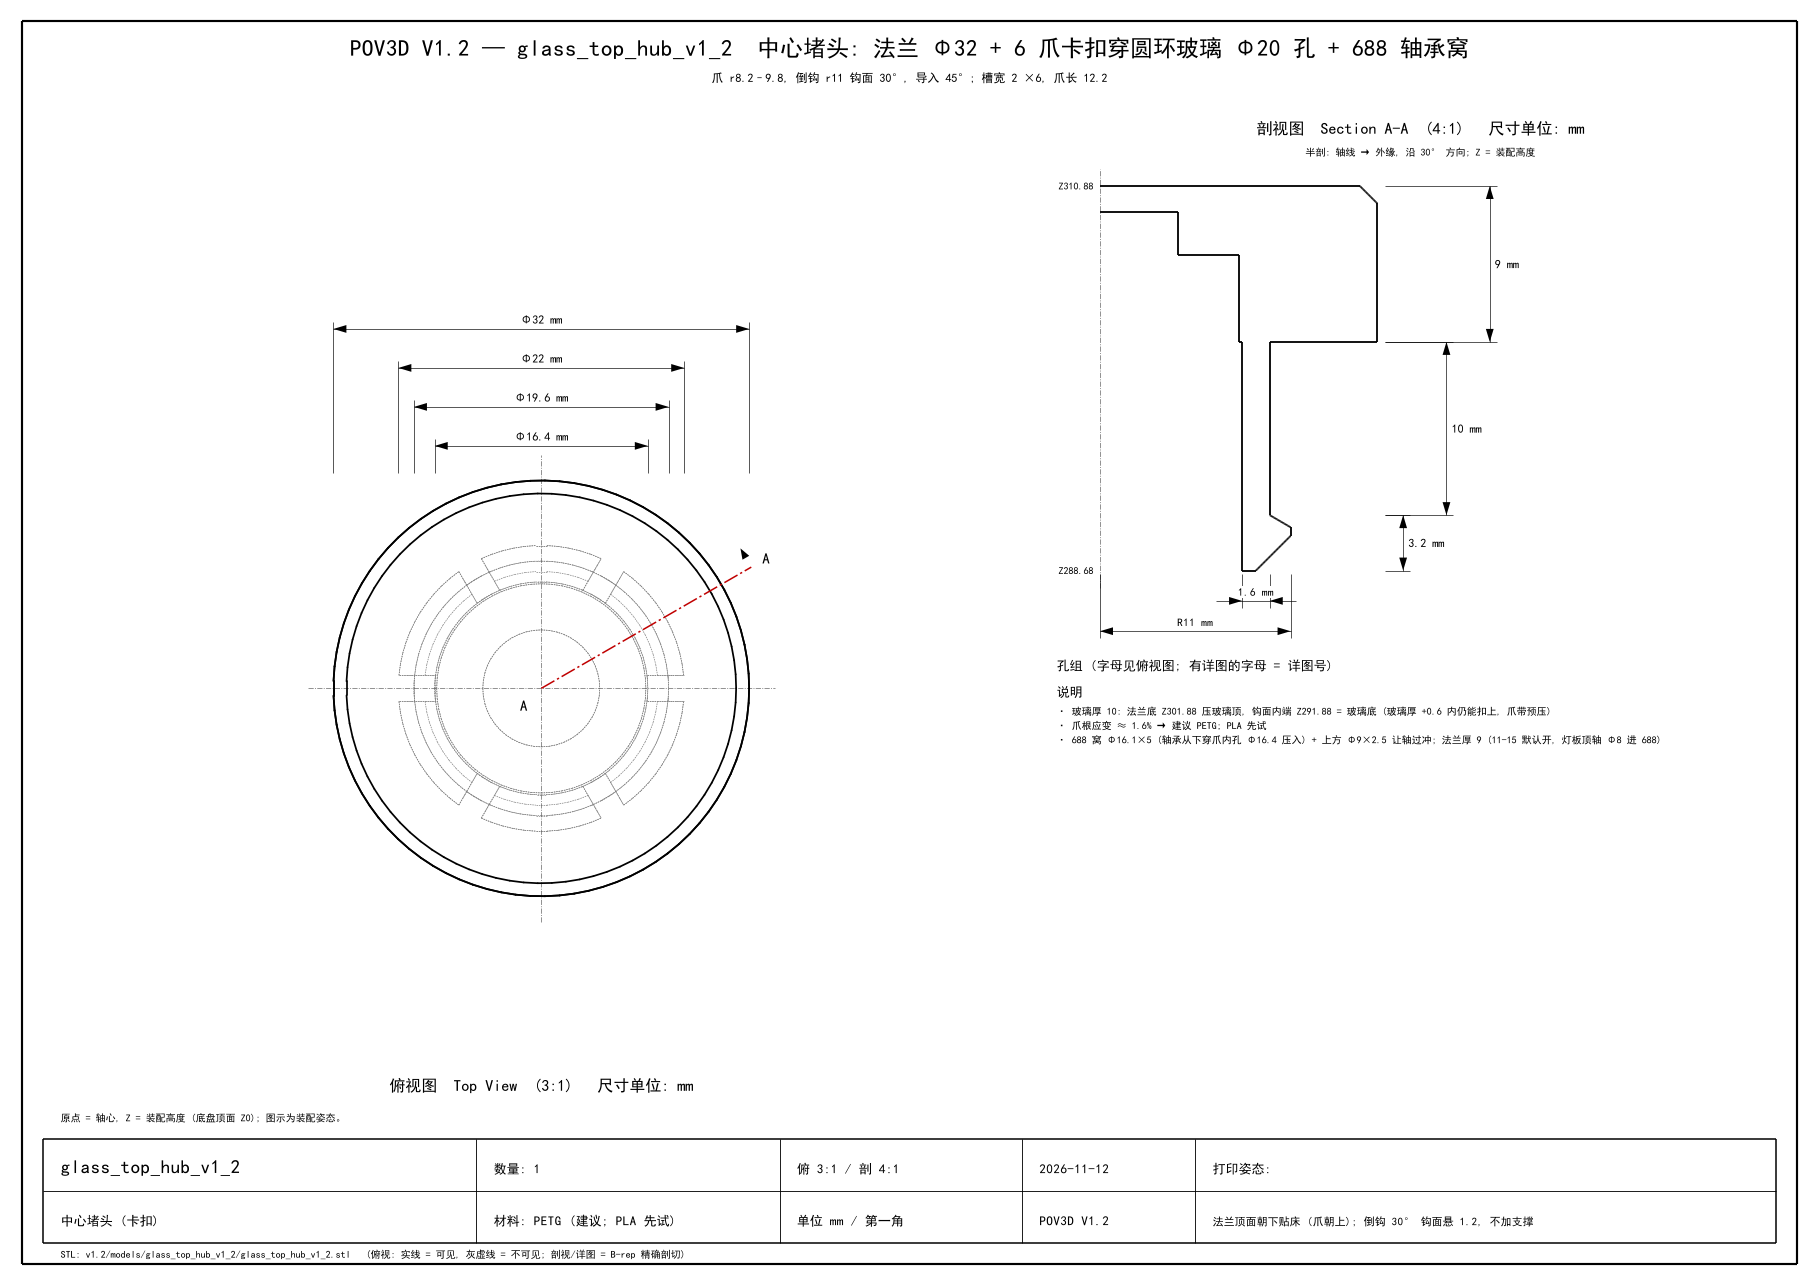 POV3D V1.2 — glass_top_hub_v1_2  中心堵头: 法兰 Φ32 + 6 爪卡扣穿圆环玻璃 Φ20 孔 + 688 轴承窝
爪 r8.2-9.8, 倒钩 r11 钩面 30°, 导入 45°; 槽宽 2 ×6, 爪长 12.2
剖视图  Section A-A  (4:1)  尺寸单位: mm
半剖: 轴线 → 外缘, 沿 30° 方向; Z = 装配高度
Z310.88
9 mm
10 mm
3.2 mm
Z288.68
1.6 mm
R11 mm
Φ32 mm
Φ22 mm
Φ19.6 mm
Φ16.4 mm
A
A
孔组 (字母见俯视图; 有详图的字母 = 详图号)
说明
· 玻璃厚 10: 法兰底 Z301.88 压玻璃顶, 钩面内端 Z291.88 = 玻璃底 (玻璃厚 +0.6 内仍能扣上, 爪带预压)
· 爪根应变 ≈ 1.6% → 建议 PETG; PLA 先试
· 688 窝 Φ16.1×5 (轴承从下穿爪内孔 Φ16.4 压入) + 上方 Φ9×2.5 让轴过冲; 法兰厚 9 (11-15 默认开, 灯板顶轴 Φ8 进 688)
俯视图  Top View  (3:1)  尺寸单位: mm
原点 = 轴心, Z = 装配高度 (底盘顶面 Z0); 图示为装配姿态。
glass_top_hub_v1_2
数量: 1
俯 3:1 / 剖 4:1
2026-11-12
打印姿态:
中心堵头 (卡扣)
材料: PETG (建议; PLA 先试)
单位 mm / 第一角
POV3D V1.2
法兰顶面朝下贴床 (爪朝上); 倒钩 30° 钩面悬 1.2, 不加支撑
STL: v1.2/models/glass_top_hub_v1_2/glass_top_hub_v1_2.stl  (俯视: 实线 = 可见, 灰虚线 = 不可见; 剖视/详图 = B-rep 精确剖切)